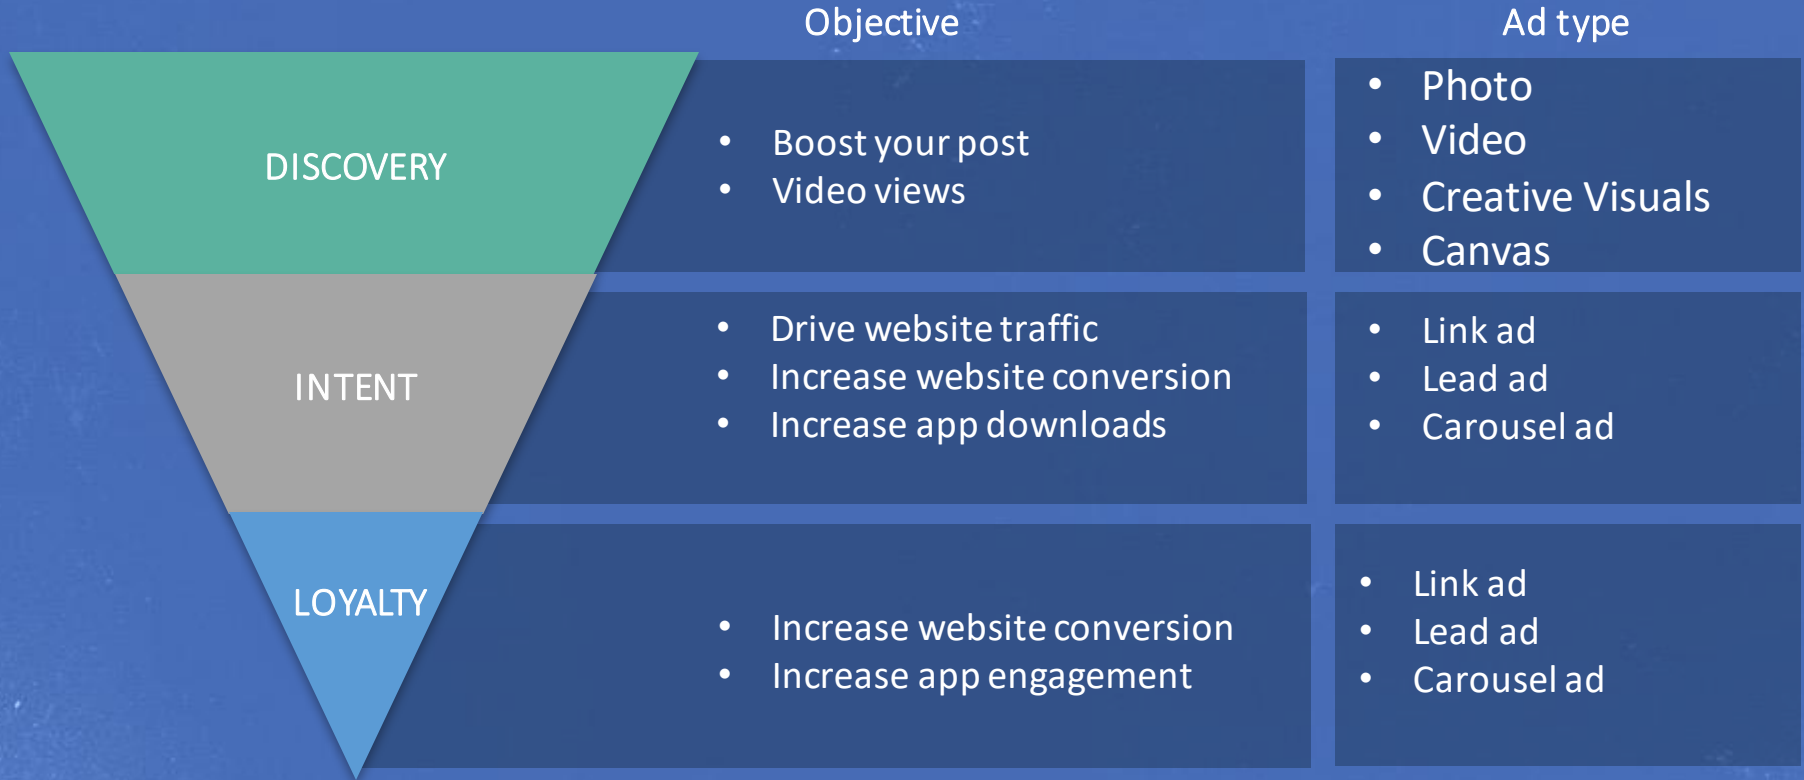 Objective
Ad type
DISCOVERY
• Boost your post
• Video views
• Photo
• Video
• Creative Visuals
• Canvas
INTENT
• Drive website traffic
• Increase website conversion
• Increase app downloads
• Link ad
• Lead ad
• Carousel ad
LOYALTY
• Increase website conversion
• Increase app engagement
• Link ad
• Lead ad
• Carousel ad